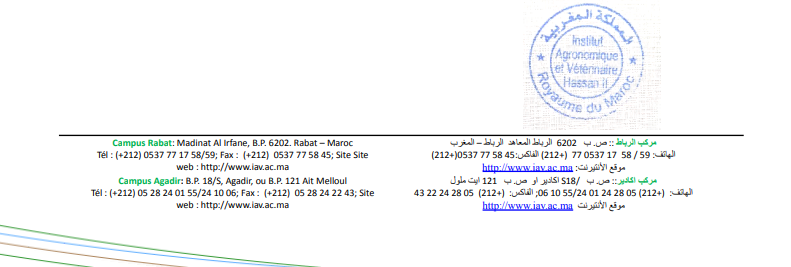 المملكة المغربية
Institut
Agronomique
et Vétérinaire
Hassan II
Royaume du Maroc
Campus Rabat: Madinat Al Irfane, B.P. 6202. Rabat – Maroc
Tél : (+212) 0537 77 17 58/59; Fax : (+212) 0537 77 58 45; Site Site
web : http://www.iav.ac.ma
Campus Agadir: B.P. 18/S, Agadir, ou B.P. 121 Ait Melloul
Tél : (+212) 05 28 24 01 55/24 10 06; Fax : (+212) 05 28 24 22 43; Site
web : http://www.iav.ac.ma
مركب الرباط :: ص. ب 6202 الرباط المعاهد الرباط – المغرب
الهاتف: 59 / 58 17 77 0537 (+212) الفاكس: 45 58 77 0537(+212)
موقع الأنتيرنت: http://www.iav.ac.ma
مركب اكادير:: ص. ب 18/S اكادير او ص. ب 121 ايت ملول
الهاتف: (+212) 05 28 24 01 55/24 10 06; الفاكس: (+212) 05 28 24 22 43
موقع الأنتيرنت http://www.iav.ac.ma